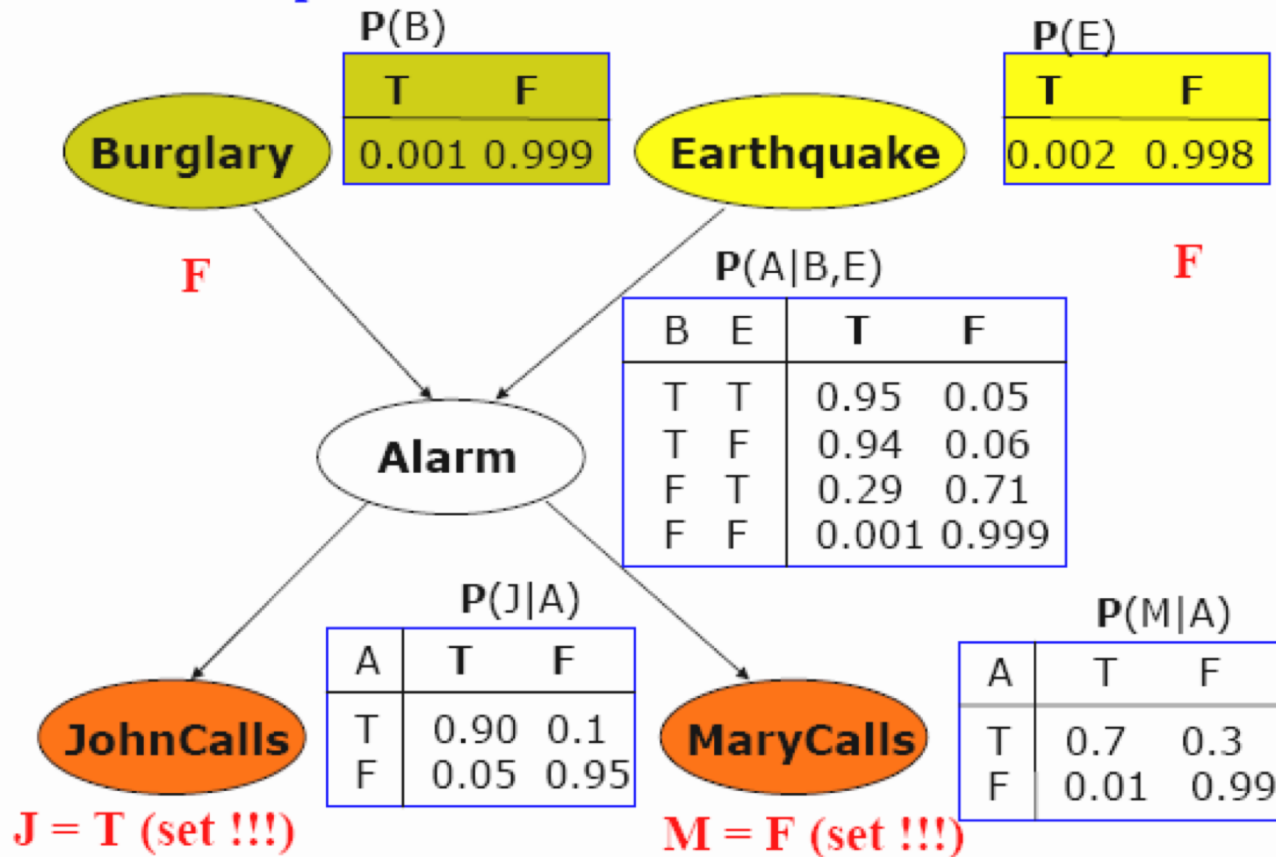 P(B)
T F
0.001 0.999
Burglary
P(E)
T F
0.002 0.998
Earthquake
F
F
P(A|B,E)
B E T F
T T 0.95 0.05
T F 0.94 0.06
F T 0.29 0.71
F F 0.001 0.999
Alarm
P(J|A)
A T F
T 0.90 0.1
F 0.05 0.95
P(M|A)
A T F
T 0.7 0.3
F 0.01 0.99
JohnCalls
MaryCalls
J = T (set !!!)
M = F (set !!!)